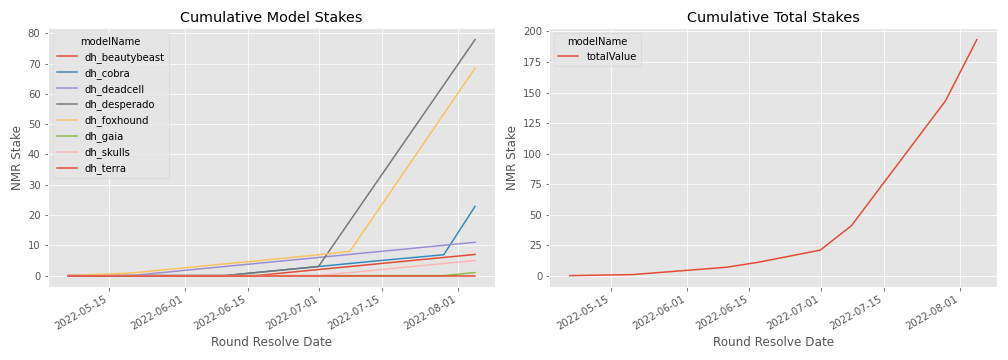 Cumulative Model Stakes
modelName
dh_beautybeast
dh_cobra
dh_deadcell
dh_desperado
dh_foxhound
dh_gaia
dh_skulls
dh_terra
NMR Stake
80
70
60
50
40
30
20
10
0
2022-05-15
2022-06-01
2022-06-15
2022-07-01
2022-07-15
2022-08-01
Round Resolve Date
Cumulative Total Stakes
modelName
totalValue
NMR Stake
200
175
150
125
100
75
50
25
0
2022-05-15
2022-06-01
2022-06-15
2022-07-01
2022-07-15
2022-08-01
Round Resolve Date